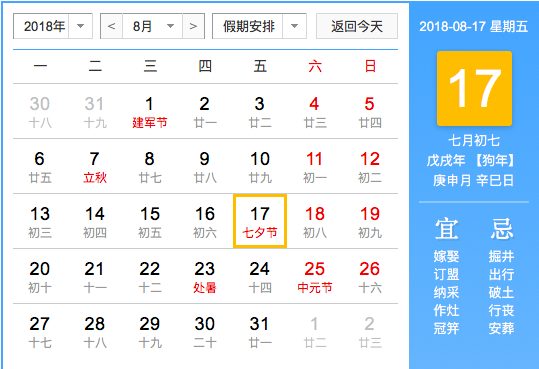 2018年 < 8月 > 假期安排 返回今天
一 二 三 四 五 六 日
30 31 1 2 3 4 5
十八 十九 建军节 廿一 廿二 廿三 廿四
6 7 8 9 10 11 12
廿五 立秋 廿七 廿八 廿九 初一 初二
13 14 15 16 17 18 19
初三 初四 初五 初六 七夕节 初八 初九
20 21 22 23 24 25 26
初十 十一 十二 处暑 十四 中元节 十六
27 28 29 30 31 1 2
十七 十八 十九 二十 廿一 廿二 廿三
2018-08-17 星期五
17
七月初七
戊戌年 【狗年】
庚申月 辛巳日
宜 忌
嫁娶 掘井
订盟 出行
纳采 破土
作灶 行丧
冠笄 安葬